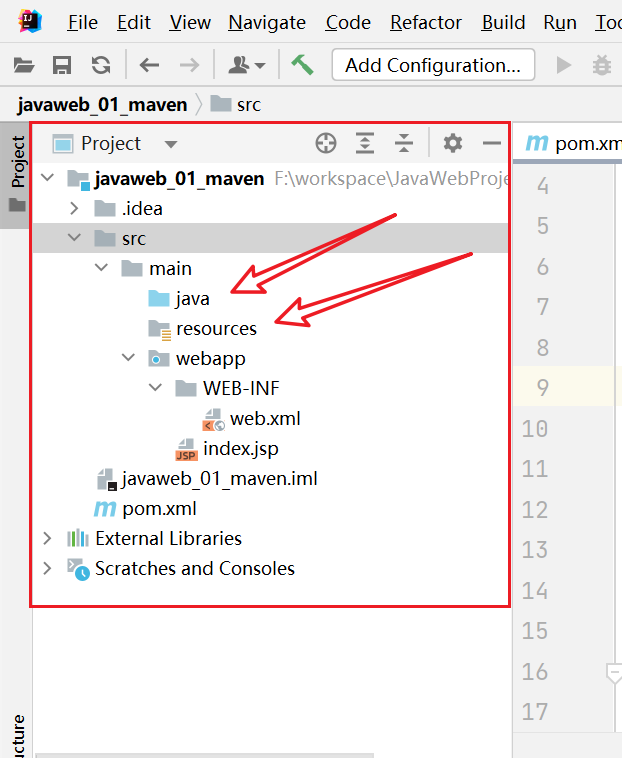 File Edit View Navigate Code Refactor Build Run
Add Configuration...
javaweb_01_maven src
Project
Project
javaweb_01_maven F:\workspace\JavaWebProje
.idea
src
main
java
resources
webapp
WEB-INF
web.xml
index.jsp
javaweb_01_maven.iml
pom.xml
External Libraries
Scratches and Consoles
pom.xm
4
5
6
7
8
9
10
11
12
13
14
15
16
17